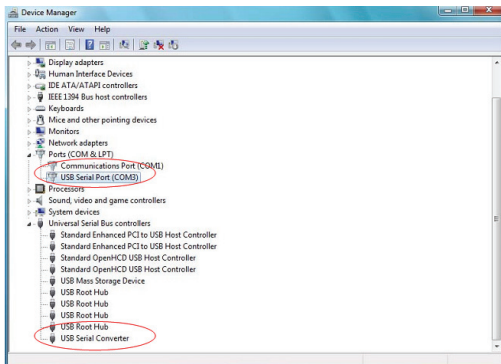 Device Manager
File Action View Help
Display adapters
Human Interface Devices
IDE ATA/ATAPI controllers
IEEE 1394 Bus host controllers
Keyboards
Mice and other pointing devices
Monitors
Network adapters
Ports (COM & LPT)
Communications Port (COM1)
USB Serial Port (COM3)
Processors
Sound, video and game controllers
System devices
Universal Serial Bus controllers
Standard Enhanced PCI to USB Host Controller
Standard Enhanced PCI to USB Host Controller
Standard OpenHCD USB Host Controller
Standard OpenHCD USB Host Controller
USB Mass Storage Device
USB Root Hub
USB Root Hub
USB Root Hub
USB Root Hub
USB Serial Converter